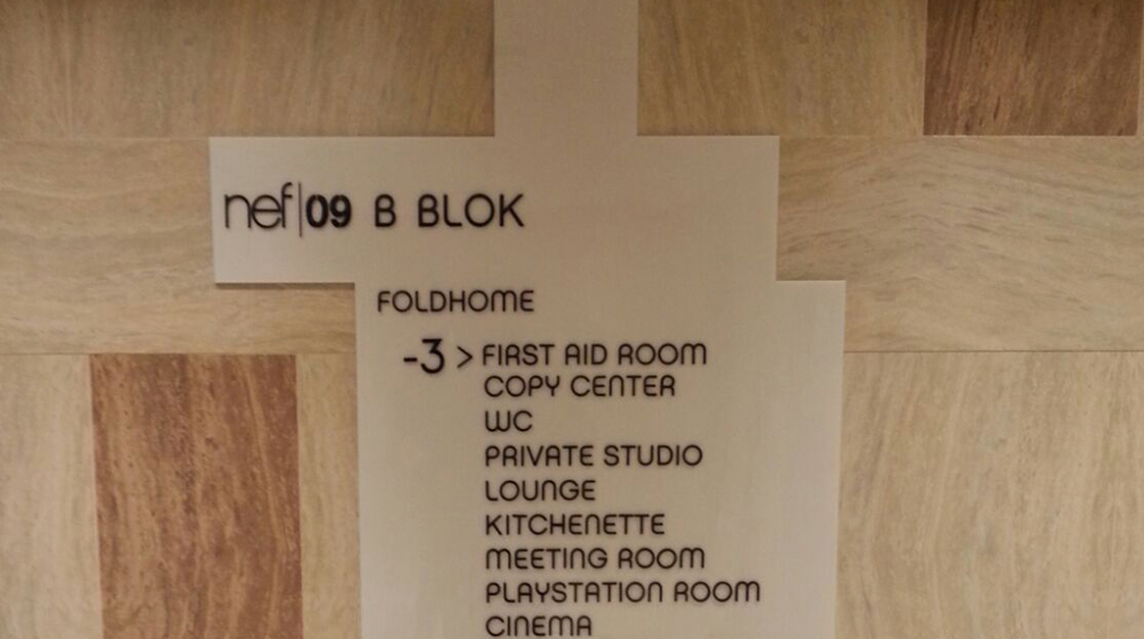 nef|09 B BLOK
FOLDHOME
-3 > FIRST AID ROOM
COPY CENTER
WC
PRIVATE STUDIO
LOUNGE
KITCHENETTE
MEETING ROOM
PLAYSTATION ROOM
CINEMA